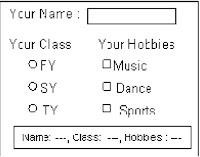 Your Name :
Your Class Your Hobbies
FY Music
SY Dance
TY Sports
Name: ---, Class: ---, Hobbies : ---